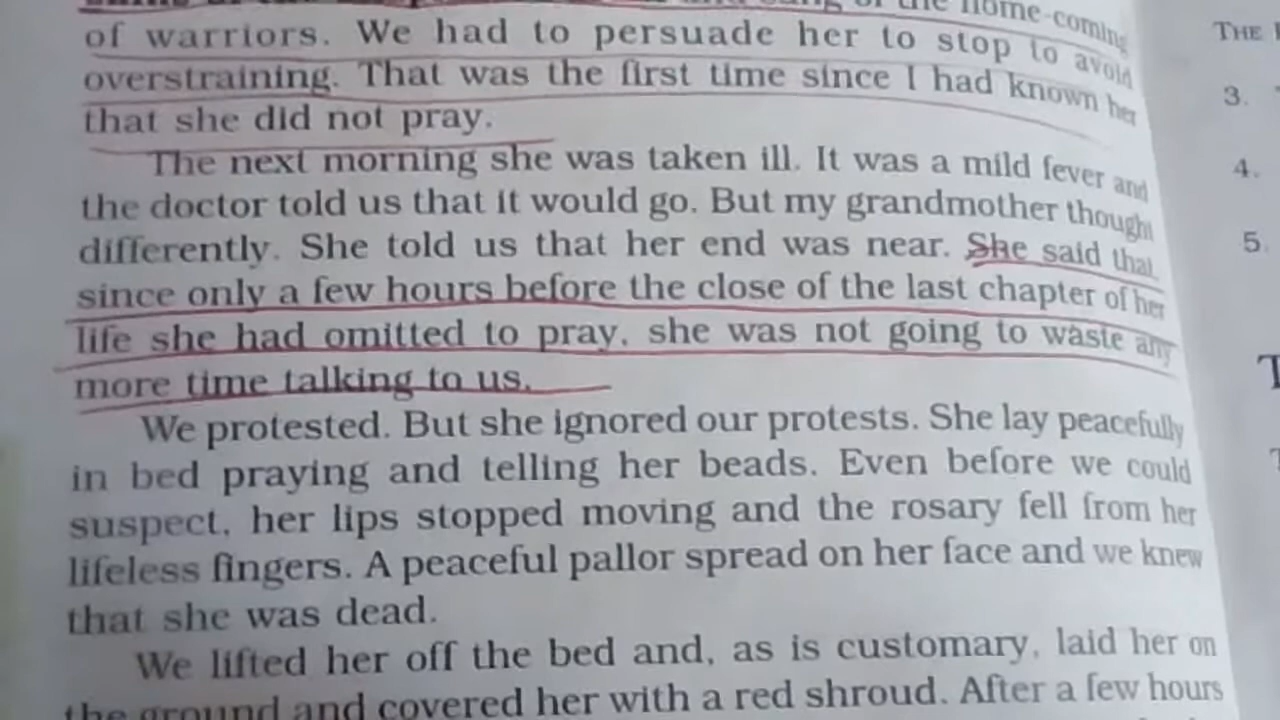 of the home-coming
of warriors. We had to persuade her to stop to avoid
overstraining. That was the first time since I had known her
that she did not pray.
The next morning she was taken ill. It was a mild fever and
the doctor told us that it would go. But my grandmother thought
differently. She told us that her end was near. She said that,
since only a few hours before the close of the last chapter of her
life she had omitted to pray, she was not going to waste any
more time talking to us.
We protested. But she ignored our protests. She lay peacefully
in bed praying and telling her beads. Even before we could
suspect, her lips stopped moving and the rosary fell from her
lifeless fingers. A peaceful pallor spread on her face and we knew
that she was dead.
We lifted her off the bed and, as is customary, laid her on
the ground and covered her with a red shroud. After a few hours
THE
3.
4.
5.
T